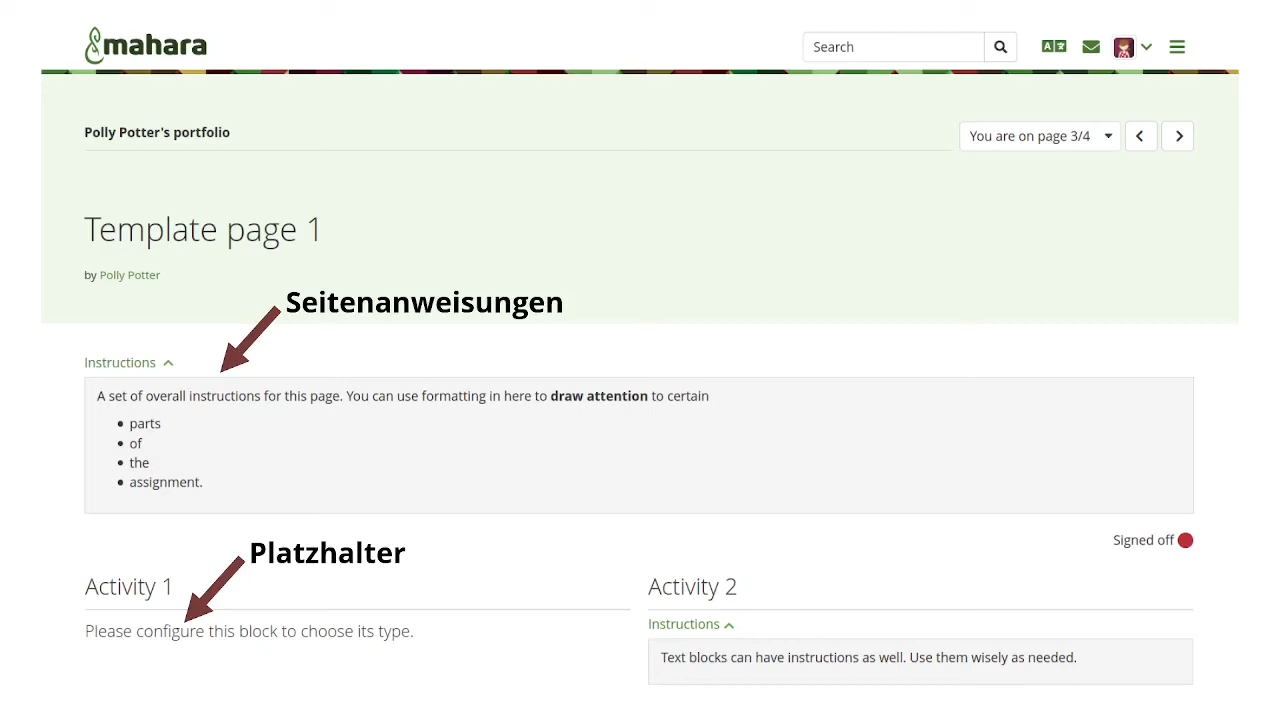 mahara
Search
Polly Potter's portfolio
You are on page 3/4
Template page 1
by Polly Potter
Seitenanweisungen
Instructions
A set of overall instructions for this page. You can use formatting in here to draw attention to certain
• parts
• of
• the
• assignment.
Signed off
Platzhalter
Activity 1
Please configure this block to choose its type.
Activity 2
Instructions
Text blocks can have instructions as well. Use them wisely as needed.